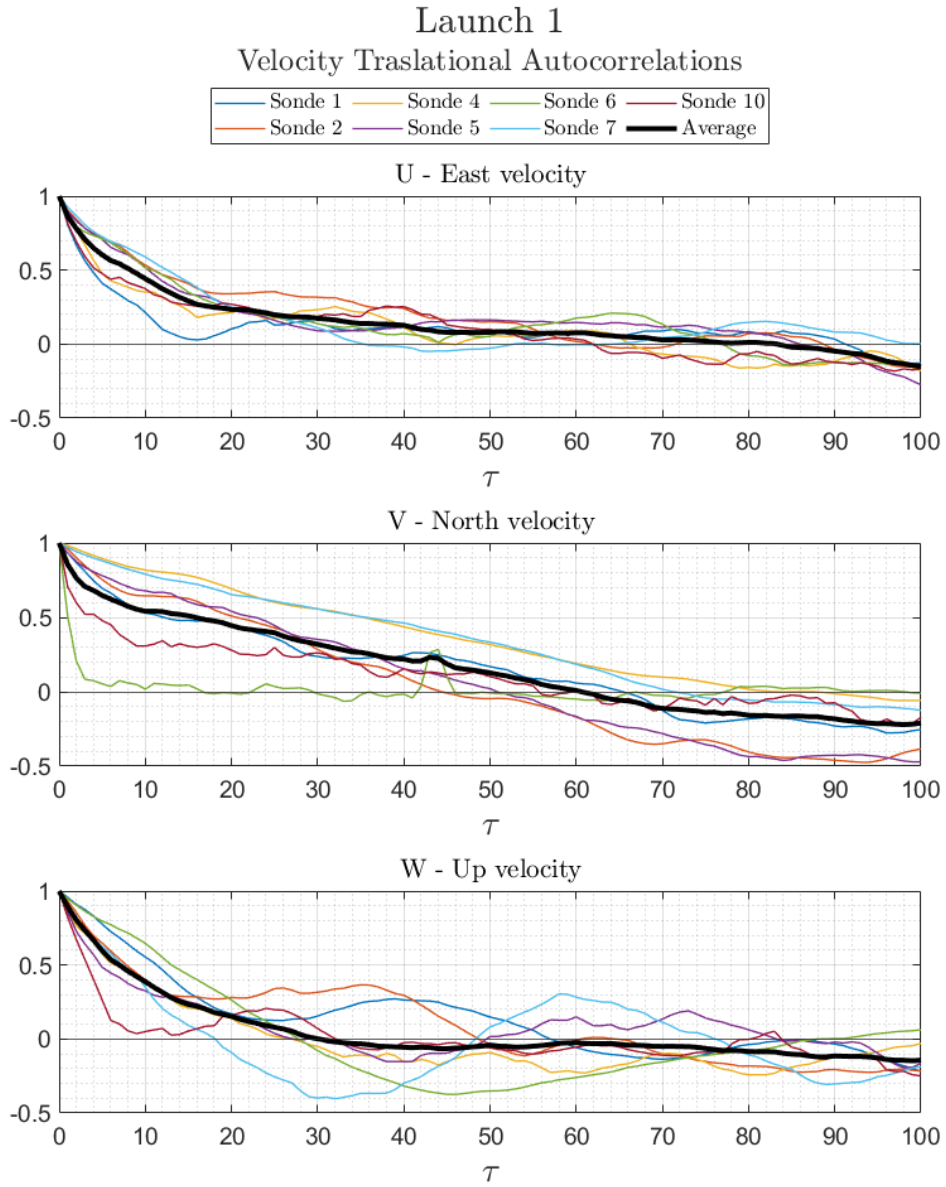 Launch 1
Velocity Traslational Autocorrelations
Sonde 1 Sonde 4 Sonde 6 Sonde 10
Sonde 2 Sonde 5 Sonde 7 Average
U - East velocity
1
0.5
0
-0.5
0 10 20 30 40 50 60 70 80 90 100
τ
V - North velocity
1
0.5
0
-0.5
0 10 20 30 40 50 60 70 80 90 100
τ
W - Up velocity
1
0.5
0
-0.5
0 10 20 30 40 50 60 70 80 90 100
τ